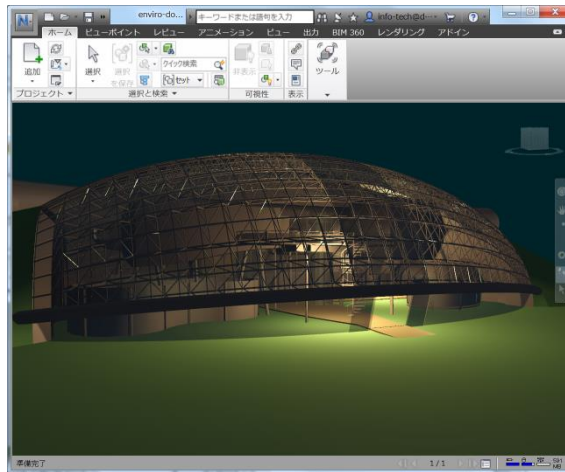 N
enviro-do...
キーワードまたは語句を入力
info-tech@d...
ホーム ビューポイント レビュー アニメーション ビュー 出力 BIM 360 レンダリング アドイン
追加
選択
選択
を保存
クイック検索
セット
非表示
ツール
プロジェクト 選択と検索 可視性 表示
準備完了
1/1